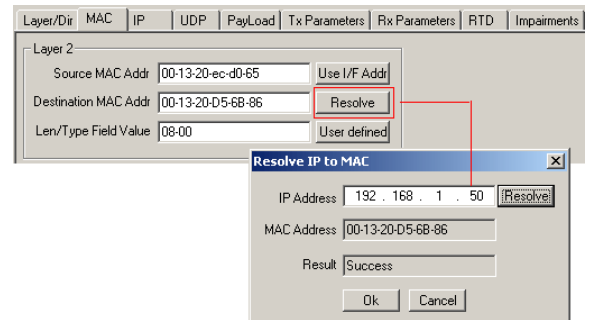 Layer/Dir MAC IP UDP PayLoad Tx Parameters Rx Parameters RTD Impairments
Layer 2
Source MAC Addr 00-13-20-ec-d0-65 Use I/F Addr
Destination MAC Addr 00-13-20-D5-6B-86 Resolve
Len/Type Field Value 08-00 User defined
Resolve IP to MAC
IP Address 192 . 168 . 1 . 50 Resolve
MAC Address 00-13-20-D5-6B-86
Result Success
Ok Cancel